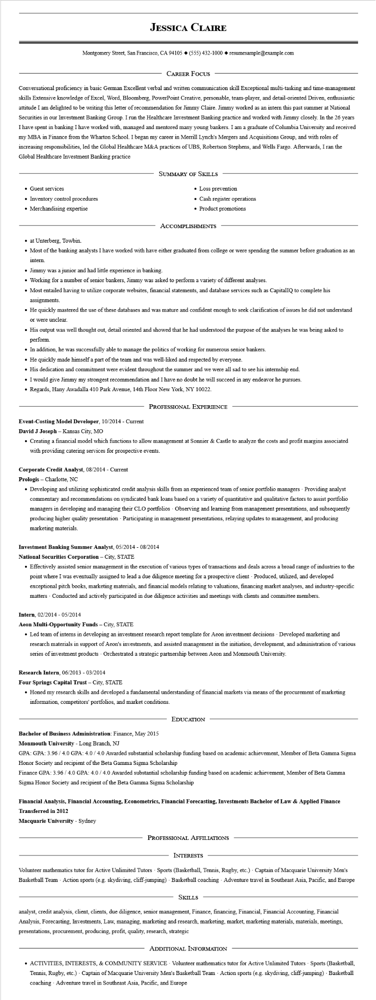 Jessica Claire
Montgomery Street, San Francisco, CA 94105 ◆ (555) 432-1000 ◆ resumesample@example.com
Career Focus
Conversational proficiency in basic German Excellent verbal and written communication skill Exceptional multi-tasking and time-management
skills Extensive knowledge of Excel, Word, Bloomberg, PowerPoint Creative, personable, team-player, and detail-oriented Driven, enthusiastic
attitude I am delighted to be writing this letter of recommendation for Jimmy Claire. Jimmy worked as an intern this past summer at National
Securities in our Investment Banking Group. I run the Healthcare Investment Banking practice and worked with Jimmy closely. In the 26 years
I have spent in banking I have worked with, managed and mentored many young bankers. I am a graduate of Columbia University and received
my MBA in Finance from the Wharton School. I began my career in Merrill Lynch's Mergers and Acquisitions Group, and with roles of
increasing responsibilities, led the Global Healthcare M&A practices of UBS, Robertson Stephens, and Wells Fargo. Afterwards, I ran the
Global Healthcare Investment Banking practice
Summary of Skills
• Guest services
• Inventory control procedures
• Merchandising expertise
• Loss prevention
• Cash register operations
• Product promotions
Accomplishments
• at Unterberg, Towbin.
• Most of the banking analysts I have worked with have either graduated from college or were spending the summer before graduation as an
intern.
• Jimmy was a junior and had little experience in banking.
• Working for a number of senior bankers, Jimmy was asked to perform a variety of different analyses.
• Most entailed having to utilize corporate websites, financial statements, and database services such as CapitalIQ to complete his
assignments.
• He quickly mastered the use of these databases and was mature and confident enough to seek clarification of issues he did not understand
or were unclear.
• His output was well thought out, detail oriented and showed that he had understood the purpose of the analyses he was being asked to
perform.
• In addition, he was successfully able to manage the politics of working for numerous senior bankers.
• He quickly made himself a part of the team and was well-liked and respected by everyone.
• His dedication and commitment were evident throughout the summer and we were all sad to see his internship end.
• I would give Jimmy my strongest recommendation and I have no doubt he will succeed in any endeavor he pursues.
• Regards, Hany Awadalla 410 Park Avenue, 14th Floor New York, NY 10022.
Professional Experience
Event-Costing Model Developer, 10/2014 - Current
David J Joseph – Kansas City, MO
• Creating a financial model which functions to allow management at Sonnier & Castle to analyze the costs and profit margins associated
with providing catering services for prospective events.
Corporate Credit Analyst, 08/2014 - Current
Prologis – Charlotte, NC
• Developing and utilizing sophisticated credit analysis skills from an experienced team of senior portfolio managers · Providing analyst
commentary and recommendations on syndicated bank loans based on a variety of quantitative and qualitative factors to assist portfolio
managers in developing and managing their CLO portfolios · Observing and learning from management presentations, and subsequently
producing higher quality presentation · Participating in management presentations, relaying updates to management, and producing
marketing materials.
Investment Banking Summer Analyst, 05/2014 - 08/2014
National Securities Corporation – City, STATE
• Effectively assisted senior management in the execution of various types of transactions and deals across a broad range of industries to the
point where I was eventually assigned to lead a due diligence meeting for a prospective client · Produced, utilized, and developed
exceptional pitch books, marketing materials, and financial models relating to valuations, financing market analyses, and industry-specific
matters · Conducted and actively participated in due diligence activities and meetings with clients and committee members.
Intern, 02/2014 - 05/2014
Aeon Multi-Opportunity Funds – City, STATE
• Led team of interns in developing an investment research report template for Aeon investment decisions · Developed marketing and
research materials in support of Aeon's investments, and assisted management in the initiation, development, and administration of various
series of investment products · Orchestrated a strategic partnership between Aeon and Monmouth University.
Research Intern, 06/2013 - 03/2014
Four Springs Capital Trust – City, STATE
• Honed my research skills and developed a fundamental understanding of financial markets via means of the procurement of marketing
information, competitors' portfolios, and market conditions.
Education
Bachelor of Business Administration: Finance, May 2015
Monmouth University - Long Branch, NJ
GPA: GPA: 3.96 / 4.0 GPA: 4.0 / 4.0 Awarded substantial scholarship funding based on academic achievement, Member of Beta Gamma Sigma
Honor Society and recipient of the Beta Gamma Sigma Scholarship
Finance GPA: 3.96 / 4.0 GPA: 4.0 / 4.0 Awarded substantial scholarship funding based on academic achievement, Member of Beta Gamma
Sigma Honor Society and recipient of the Beta Gamma Sigma Scholarship
Financial Analysis, Financial Accounting, Econometrics, Financial Forecasting, Investments Bachelor of Law & Applied Finance
Transferred in 2012
Macquarie University - Sydney
Professional Affiliations
Interests
Volunteer mathematics tutor for Active Unlimited Tutors · Sports (Basketball, Tennis, Rugby, etc.) · Captain of Macquarie University Men's
Basketball Team · Action sports (e.g. skydiving, cliff-jumping) · Basketball coaching · Adventure travel in Southeast Asia, Pacific, and Europe
Skills
analyst, credit analysis, client, clients, due diligence, senior management, Finance, financing, Financial, Financial Accounting, Financial
Analysis, Forecasting, Investments, Law, managing, marketing and research, marketing, market, marketing materials, materials, meetings,
presentations, procurement, producing, profit, quality, research, strategic
Additional Information
• ACTIVITIES, INTERESTS, & COMMUNITY SERVICE · Volunteer mathematics tutor for Active Unlimited Tutors · Sports (Basketball,
Tennis, Rugby, etc.) · Captain of Macquarie University Men's Basketball Team · Action sports (e.g. skydiving, cliff-jumping) · Basketball
coaching · Adventure travel in Southeast Asia, Pacific, and Europe